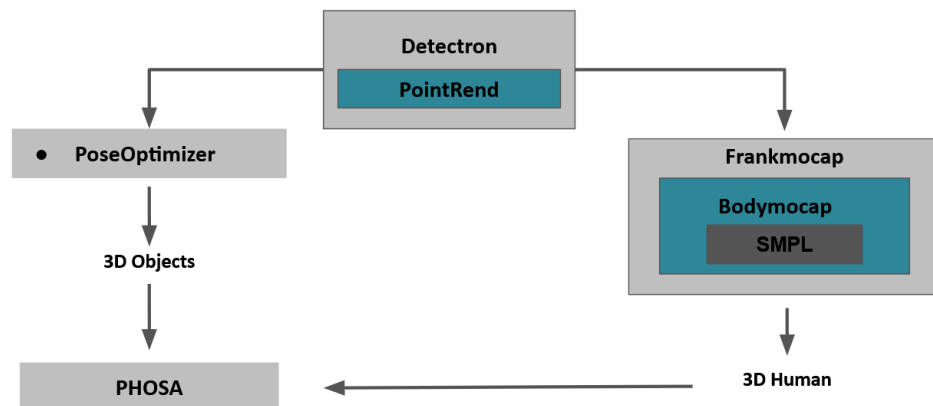 Detectron
PointRend
● PoseOptimizer
Frankmocap
Bodymocap
SMPL
3D Objects
PHOSA
3D Human